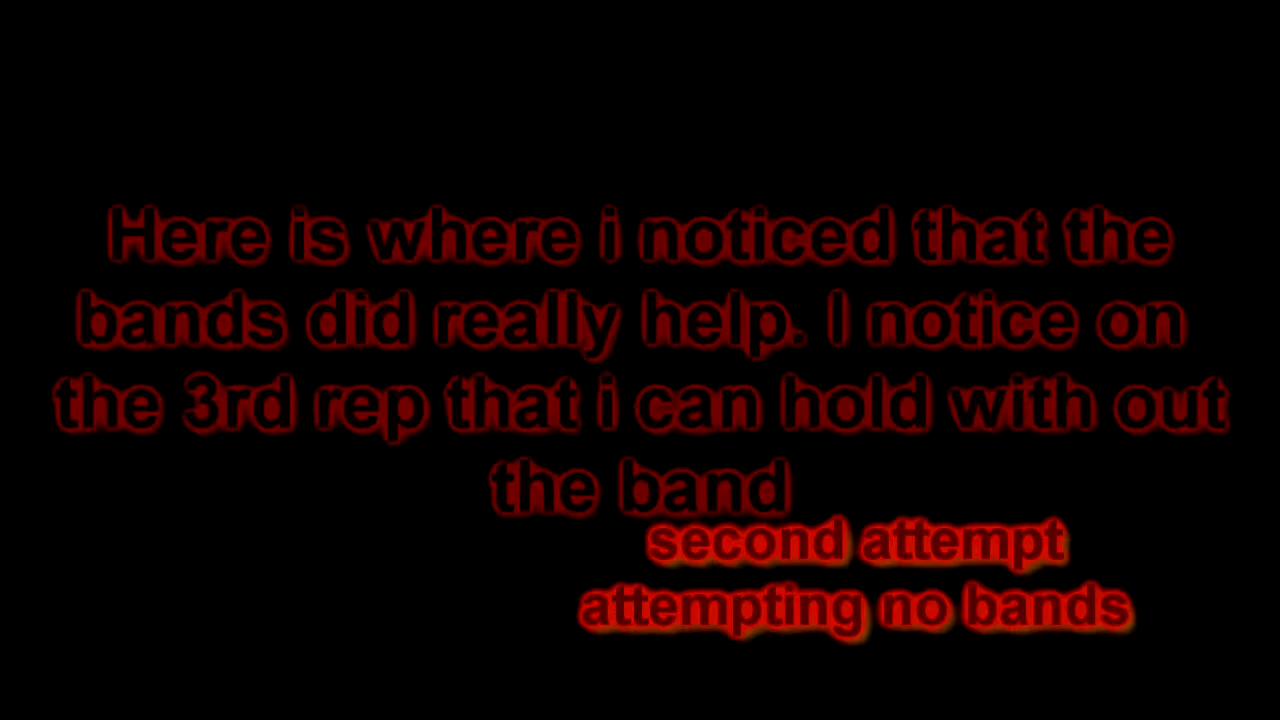 Here is where i noticed that the
bands did really help. I notice on
the 3rd rep that i can hold with out
the band
second attempt
attempting no bands